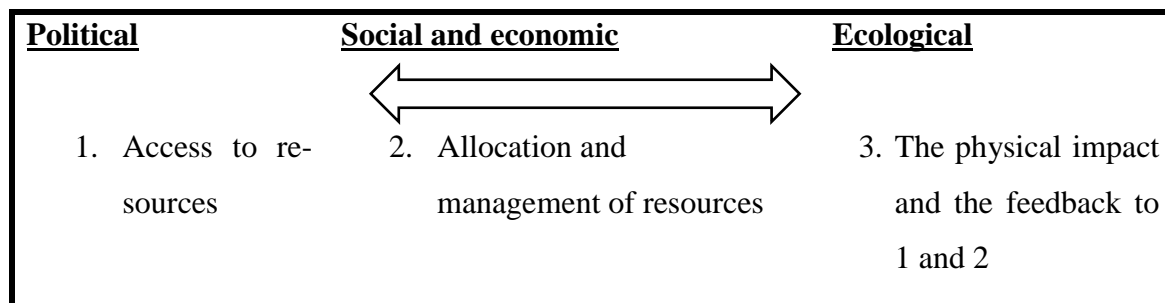 Political Social and economic Ecological
1. Access to re- 2. Allocation and 3. The physical impact
sources management of resources and the feedback to
1 and 2